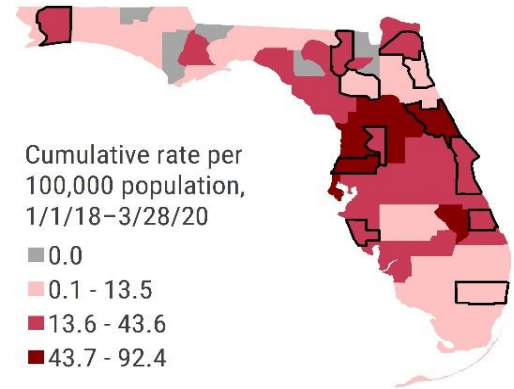 Cumulative rate per
100,000 population,
1/1/18–3/28/20
0.0
0.1 - 13.5
13.6 - 43.6
43.7 - 92.4